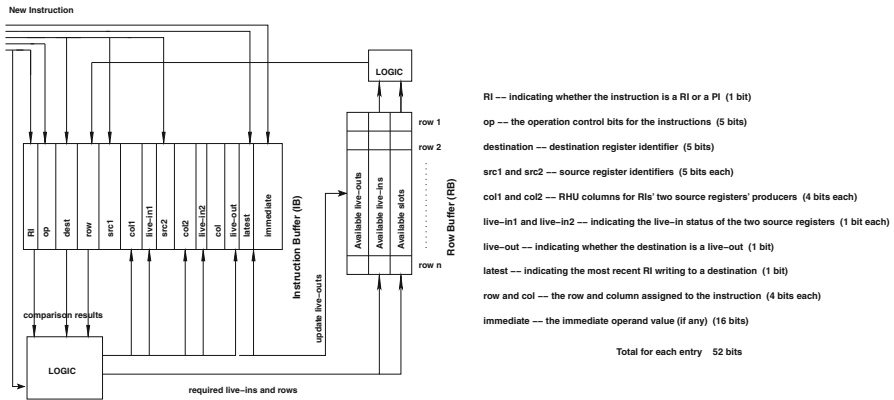 New Instruction
LOGIC
row 1
row 2
row n
Available live–outs
Available live–ins
Available slots
Row Buffer (RB)
RI
op
dest
row
src1
col1
live–in1
src2
col2
live–in2
col
live–out
latest
immediate
Instruction Buffer (IB)
update live–outs
comparison results
LOGIC
required live–ins and rows
RI –– indicating whether the instruction is a RI or a PI (1 bit)
op –– the operation control bits for the instructions (5 bits)
destination –– destination register identifier (5 bits)
src1 and src2 –– source register identifiers (5 bits each)
col1 and col2 –– RHU columns for RIs' two source registers' producers (4 bits each)
live–in1 and live–in2 –– indicating the live–in status of the two source registers (1 bit each)
live–out –– indicating whether the destination is a live–out (1 bit)
latest –– indicating the most recent RI writing to a destination (1 bit)
row and col –– the row and column assigned to the instruction (4 bits each)
immediate –– the immediate operand value (if any) (16 bits)
Total for each entry 52 bits